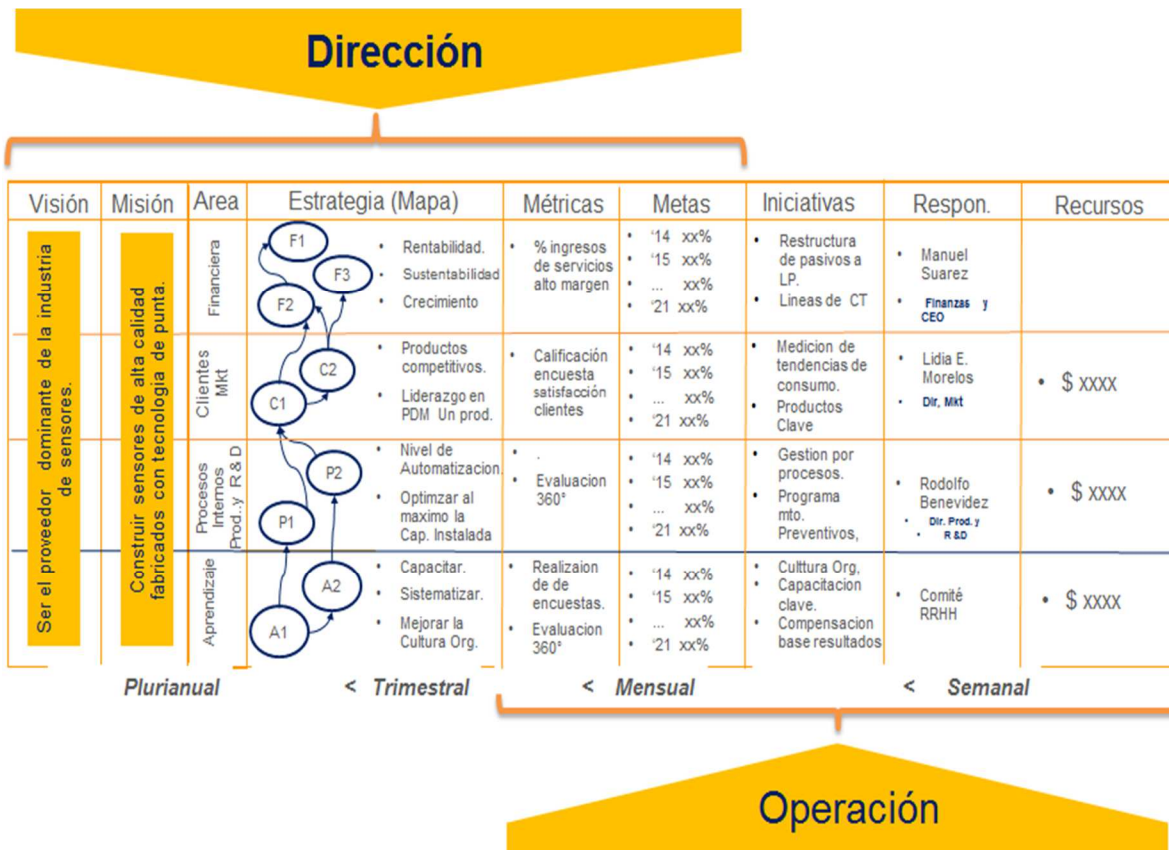 Dirección
Visión
Misión
Area
Estrategia (Mapa)
Métricas
Metas
Iniciativas
Respon.
Recursos
Ser el proveedor dominante de la industria
de sensores.
Construir sensores de alta calidad
fabricados con tecnologia de punta.
Financiera
F1
F3
F2
• Rentabilidad.
• Sustentabilidad
• Crecimiento
• % ingresos
de servicios
alto margen
• '14 xx%
• '15 xx%
• ... xx%
• '21 xx%
• Restructura
de pasivos a
LP.
• Lineas de CT
• Manuel
Suarez
• Finanzas y
CEO
Clientes
Mkt
C2
C1
• Productos
competitivos.
• Liderazgo en
PDM Un prod.
• Calificación
encuesta
satisfacción
clientes
• '14 xx%
• '15 xx%
• ... xx%
• '21 xx%
• Medicion de
tendencias de
consumo.
• Productos
Clave
• Lidia E.
Morelos
• Dir, Mkt
• $ xxxx
Procesos
Internos
Prod..y R & D
P2
P1
• Nivel de
Automatizacion.
• Optimzar al
maximo la
Cap. Instalada
• .
• Evaluacion
360°
• '14 xx%
• '15 xx%
• ... xx%
• '21 xx%
• Gestion por
procesos.
• Programa
mto.
Preventivos,
• Rodolfo
Benevidez
• Dir. Prod. y
• R &D
• $ xxxx
Aprendizaje
A2
A1
• Capacitar.
• Sistematizar.
• Mejorar la
Cultura Org.
• Realizaion
de de
encuestas.
• Evaluacion
360°
• '14 xx%
• '15 xx%
• ... xx%
• '21 xx%
• Culttura Org,
• Capacitacion
clave.
• Compensacion
base resultados
• Comité
RRHH
• $ xxxx
Plurianual < Trimestral < Mensual < Semanal
Operación